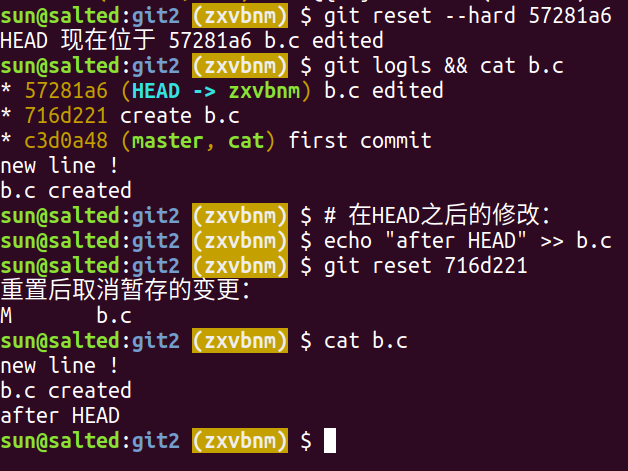 sun@salted:git2 (zxvbnm) $ git reset --hard 57281a6
HEAD 现在位于 57281a6 b.c edited
sun@salted:git2 (zxvbnm) $ git logls && cat b.c
* 57281a6 (HEAD -> zxvbnm) b.c edited
* 716d221 create b.c
* c3d0a48 (master, cat) first commit
new line !
b.c created
sun@salted:git2 (zxvbnm) $ # 在HEAD之后的修改：
sun@salted:git2 (zxvbnm) $ echo "after HEAD" >> b.c
sun@salted:git2 (zxvbnm) $ git reset 716d221
重置后取消暂存的变更：
M       b.c
sun@salted:git2 (zxvbnm) $ cat b.c
new line !
b.c created
after HEAD
sun@salted:git2 (zxvbnm) $